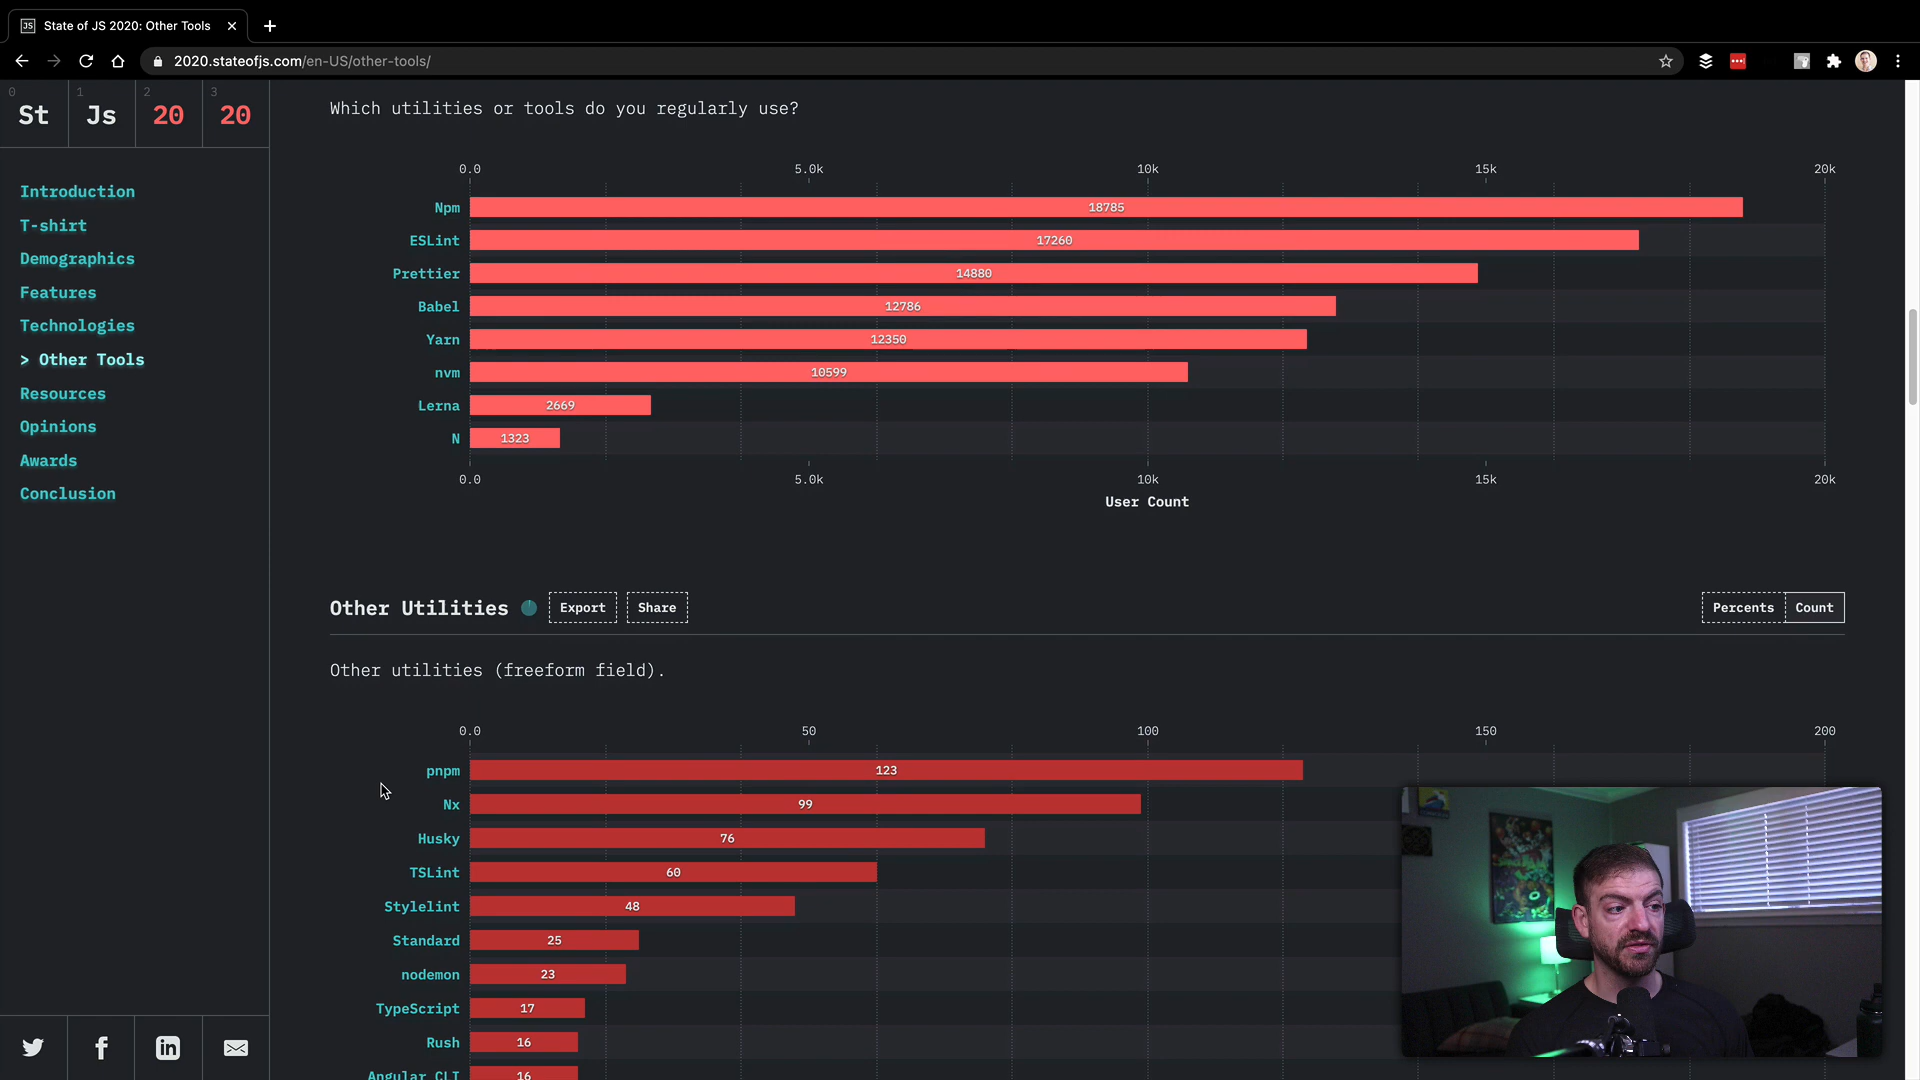 State of JS 2020: Other Tools
2020.stateofjs.com/en-US/other-tools/
0 1 2 3
St Js 20 20
Introduction
T-shirt
Demographics
Features
Technologies
> Other Tools
Resources
Opinions
Awards
Conclusion
Which utilities or tools do you regularly use?
0.0 5.0k 10k 15k 20k
Npm 18785
ESLint 17260
Prettier 14880
Babel 12786
Yarn 12350
nvm 10599
Lerna 2669
N 1323
0.0 5.0k 10k 15k 20k
User Count
Other Utilities Export Share Percents Count
Other utilities (freeform field).
0.0 50 100 150 200
pnpm 123
Nx 99
Husky 76
TSLint 60
Stylelint 48
Standard 25
nodemon 23
TypeScript 17
Rush 16
Angular CLI 16